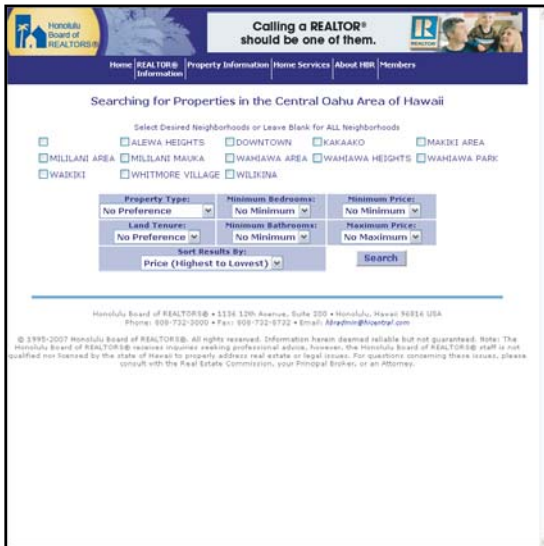 Honolulu
Board of
REALTORS®
Calling a REALTOR®
should be one of them.
REALTOR
Home REALTOR® Information Property Information Home Services About HBR Members
Searching for Properties in the Central Oahu Area of Hawaii
Select Desired Neighborhoods or Leave Blank for ALL Neighborhoods
ALEWA HEIGHTS DOWNTOWN KAKAAKO MAKIKI AREA
MILILANI AREA MILILANI MAUKA WAHIAWA AREA WAHIAWA HEIGHTS WAHIAWA PARK
WAIKIKI WHITMORE VILLAGE WILIKINA
Property Type: Minimum Bedrooms: Minimum Price:
No Preference No Minimum No Minimum
Land Tenure: Minimum Bathrooms: Maximum Price:
No Preference No Minimum No Maximum
Sort Results By:
Price (Highest to Lowest) Search
Honolulu Board of REALTORS® • 1136 12th Avenue, Suite 200 • Honolulu, Hawaii 96816 USA
Phone: 808-732-3000 • Fax: 808-732-8732 • Email: hbradmin@hicentral.com
© 1995-2007 Honolulu Board of REALTORS®. All rights reserved. Information herein deemed reliable but not guaranteed. Note: The
Honolulu Board of REALTORS® receives inquiries seeking professional advice, however, the Honolulu Board of REALTORS® staff is not
qualified nor licensed by the state of Hawaii to properly address real estate or legal issues. For questions concerning these issues, please
consult with the Real Estate Commission, your Principal Broker, or an Attorney.